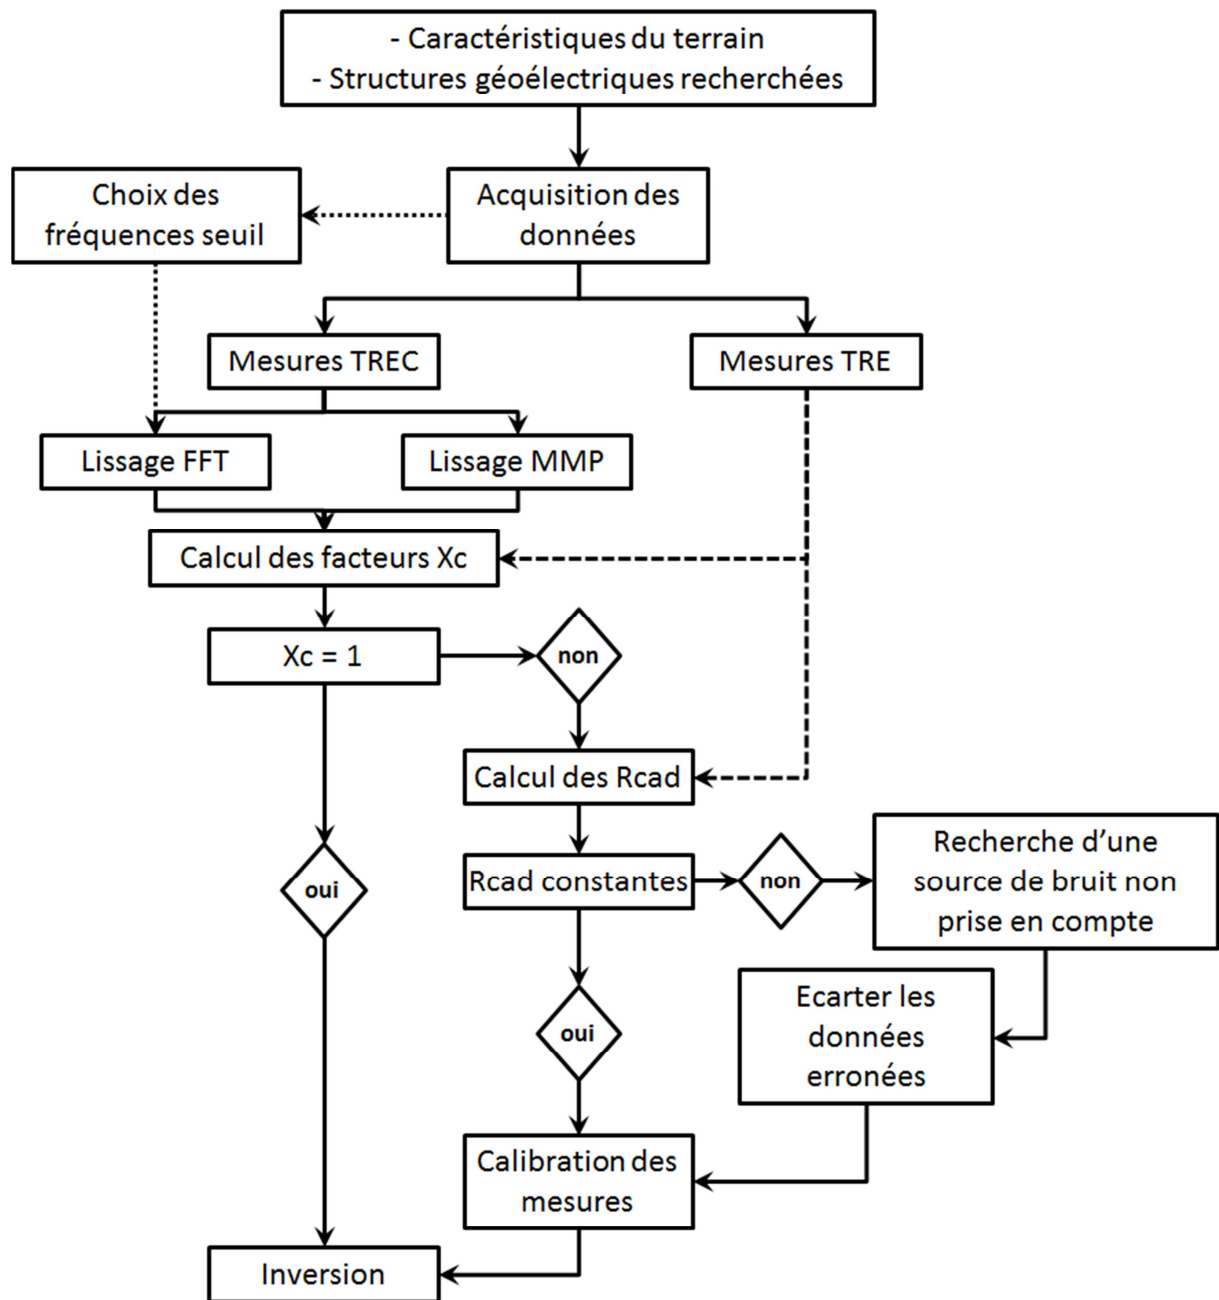 - Caractéristiques du terrain
- Structures géoélectriques recherchées
Choix des
fréquences seuil
Acquisition des
données
Mesures TREC
Mesures TRE
Lissage FFT
Lissage MMP
Calcul des facteurs Xc
Xc = 1
non
Calcul des Rcad
oui
Rcad constantes
non
Recherche d'une
source de bruit non
prise en compte
oui
Ecarter les
données
erronées
Calibration des
mesures
Inversion